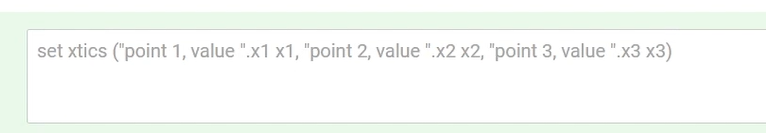 set xtics ("point 1, value ".x1 x1, "point 2, value ".x2 x2, "point 3, value ".x3 x3)